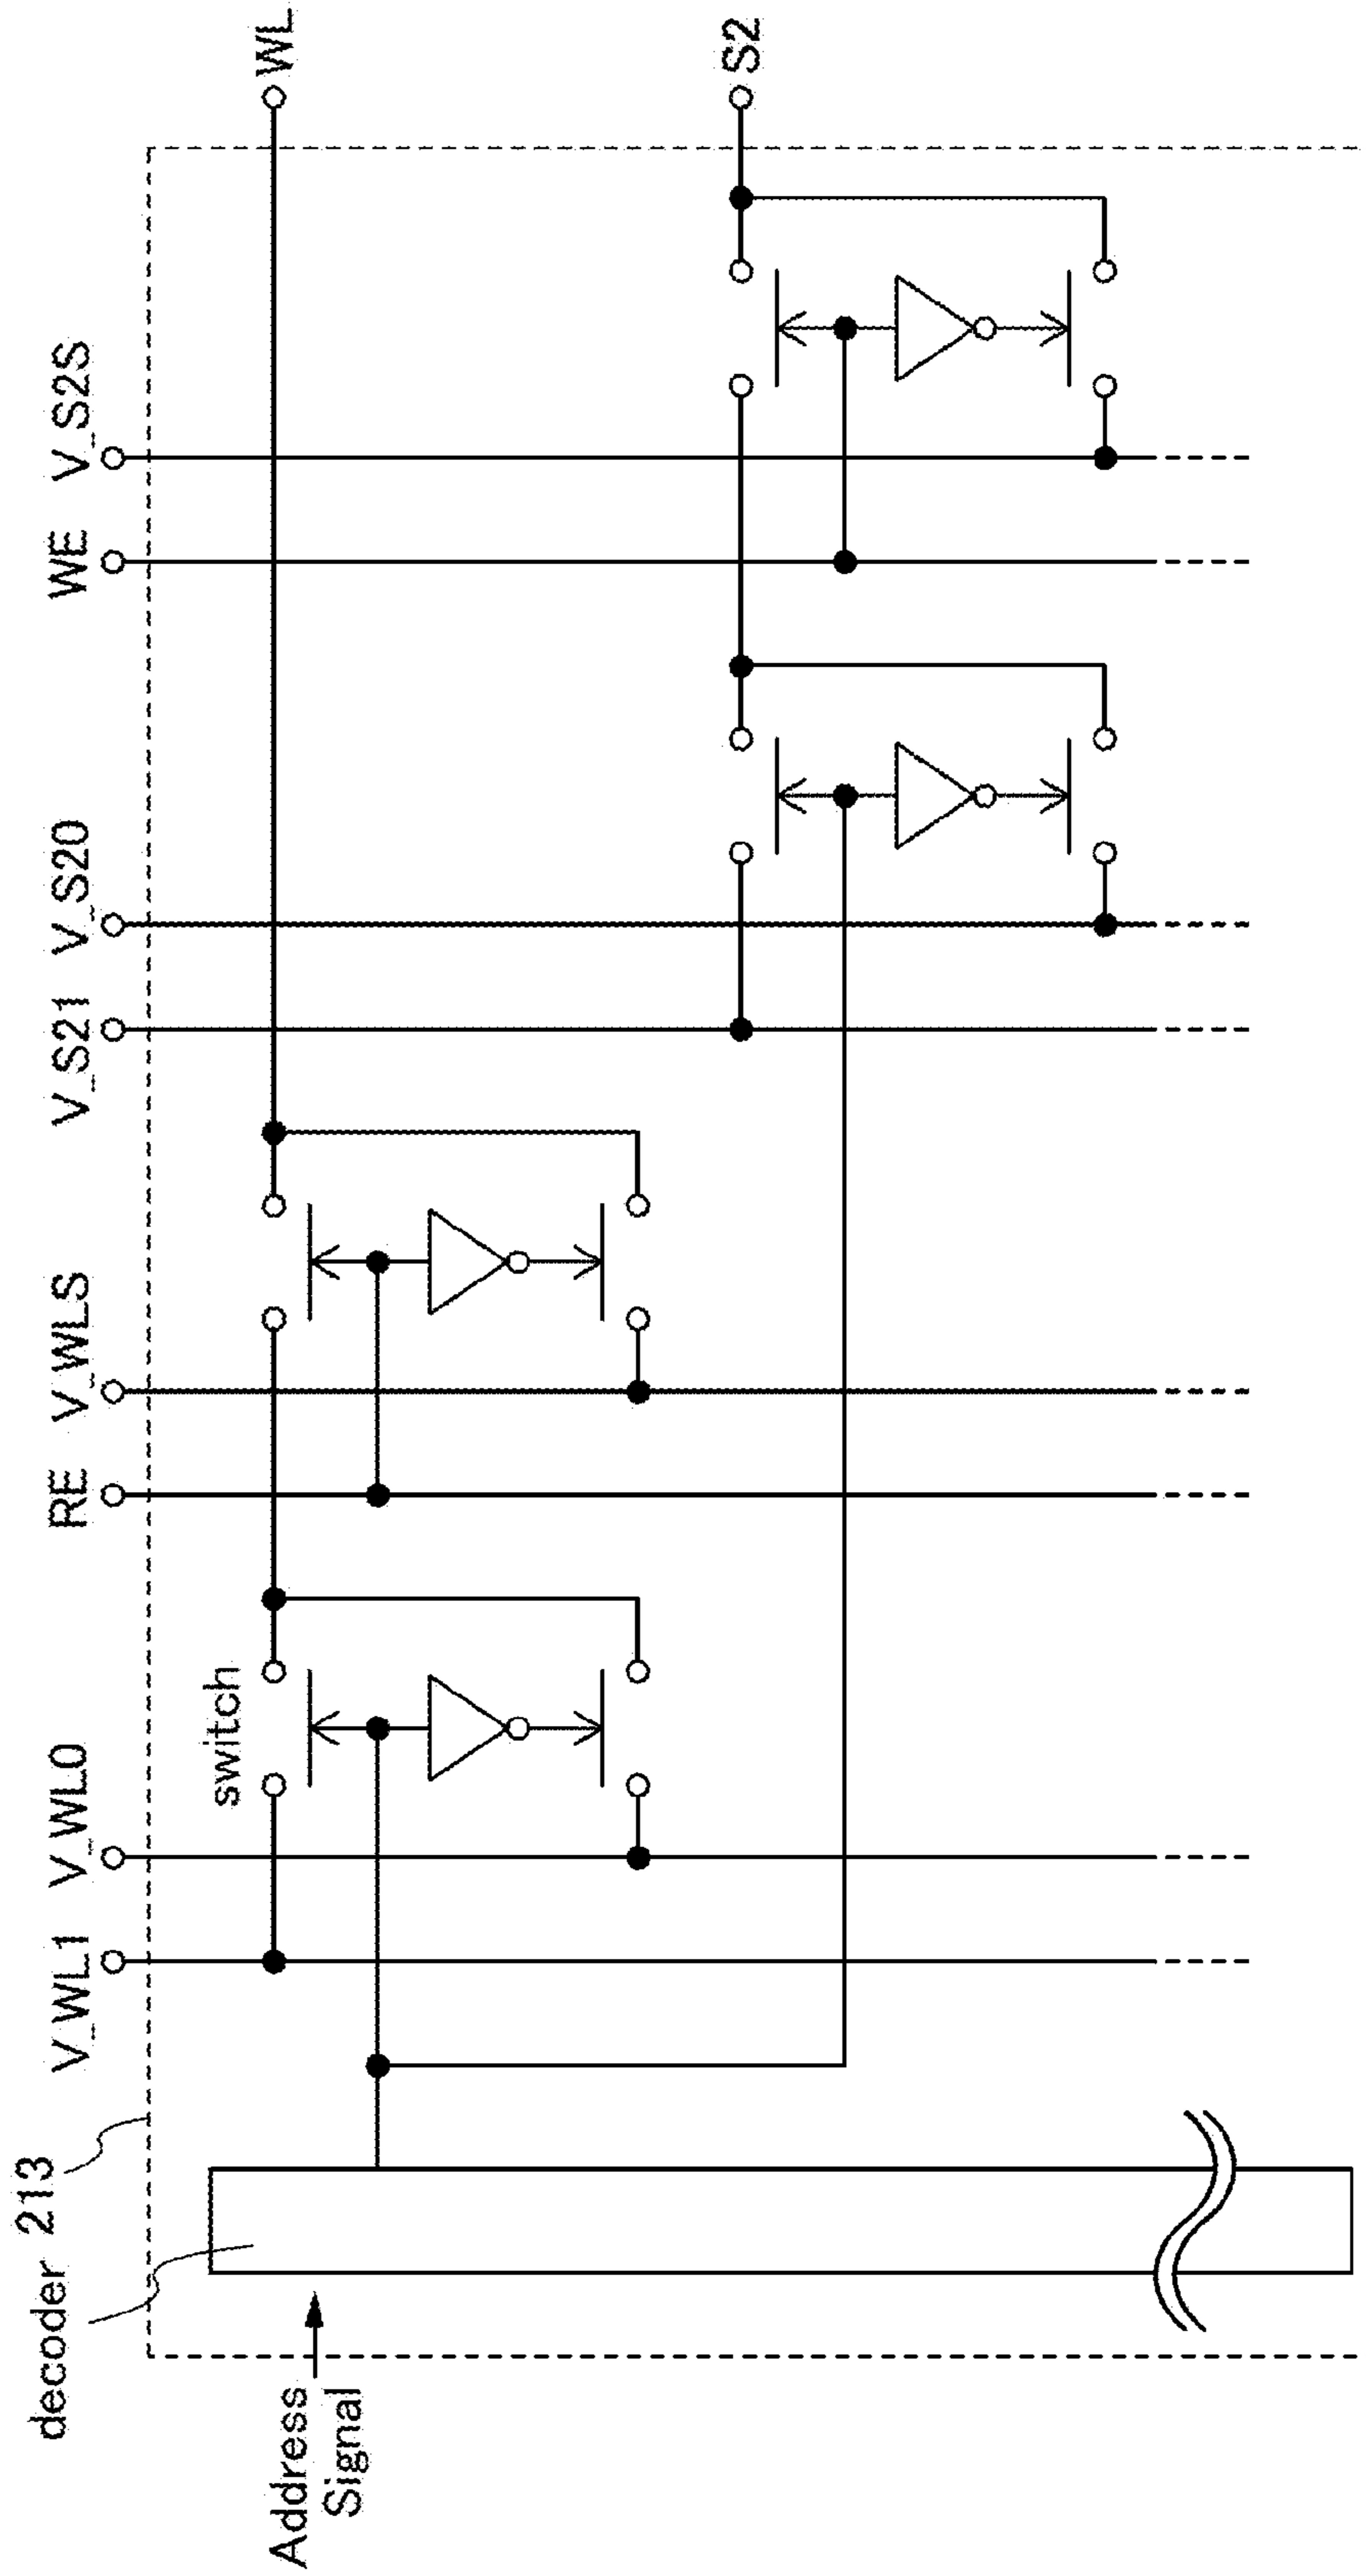 decoder
213
V_WL1
V_WL0
RE
V_WLS
V_S21
V_S20
WE
V_S2S
switch
WL
S2
Address
Signal